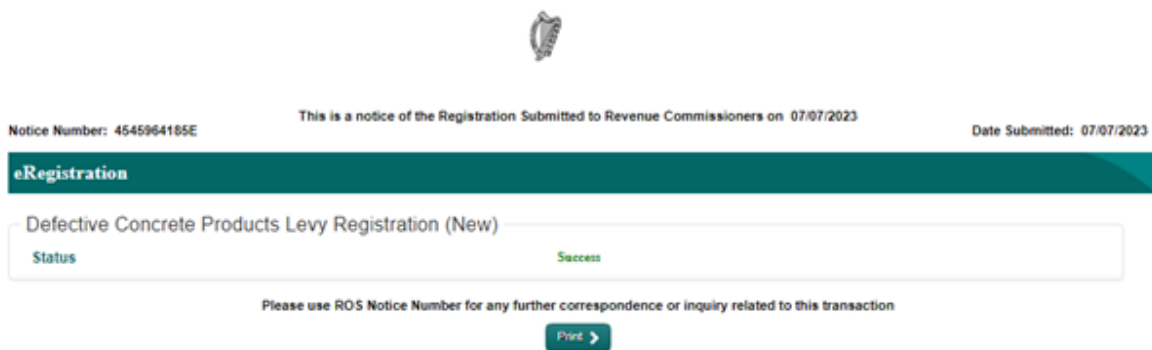 This is a notice of the Registration Submitted to Revenue Commissioners on 07/07/2023
Notice Number: 4545964185E
Date Submitted: 07/07/2023
eRegistration
Defective Concrete Products Levy Registration (New)
Status Success
Please use ROS Notice Number for any further correspondence or inquiry related to this transaction
Print